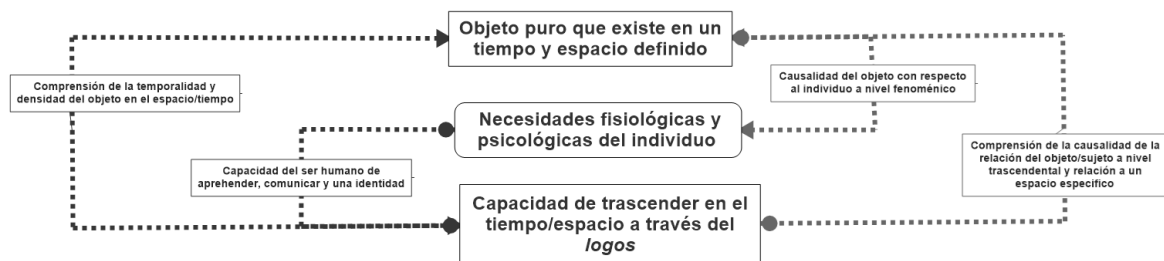 Objeto puro que existe en un
tiempo y espacio definido
Comprensión de la temporalidad y
densidad del objeto en el espacio/tiempo
Causalidad del objeto con respecto
al individuo a nivel fenoménico
Necesidades fisiológicas y
psicológicas del individuo
Comprensión de la causalidad de la
relación del objeto/sujeto a nivel
trascendental y relación a un
espacio especifico
Capacidad del ser humano de
aprehender, comunicar y una identidad
Capacidad de trascender en el
tiempo/espacio a través del
logos